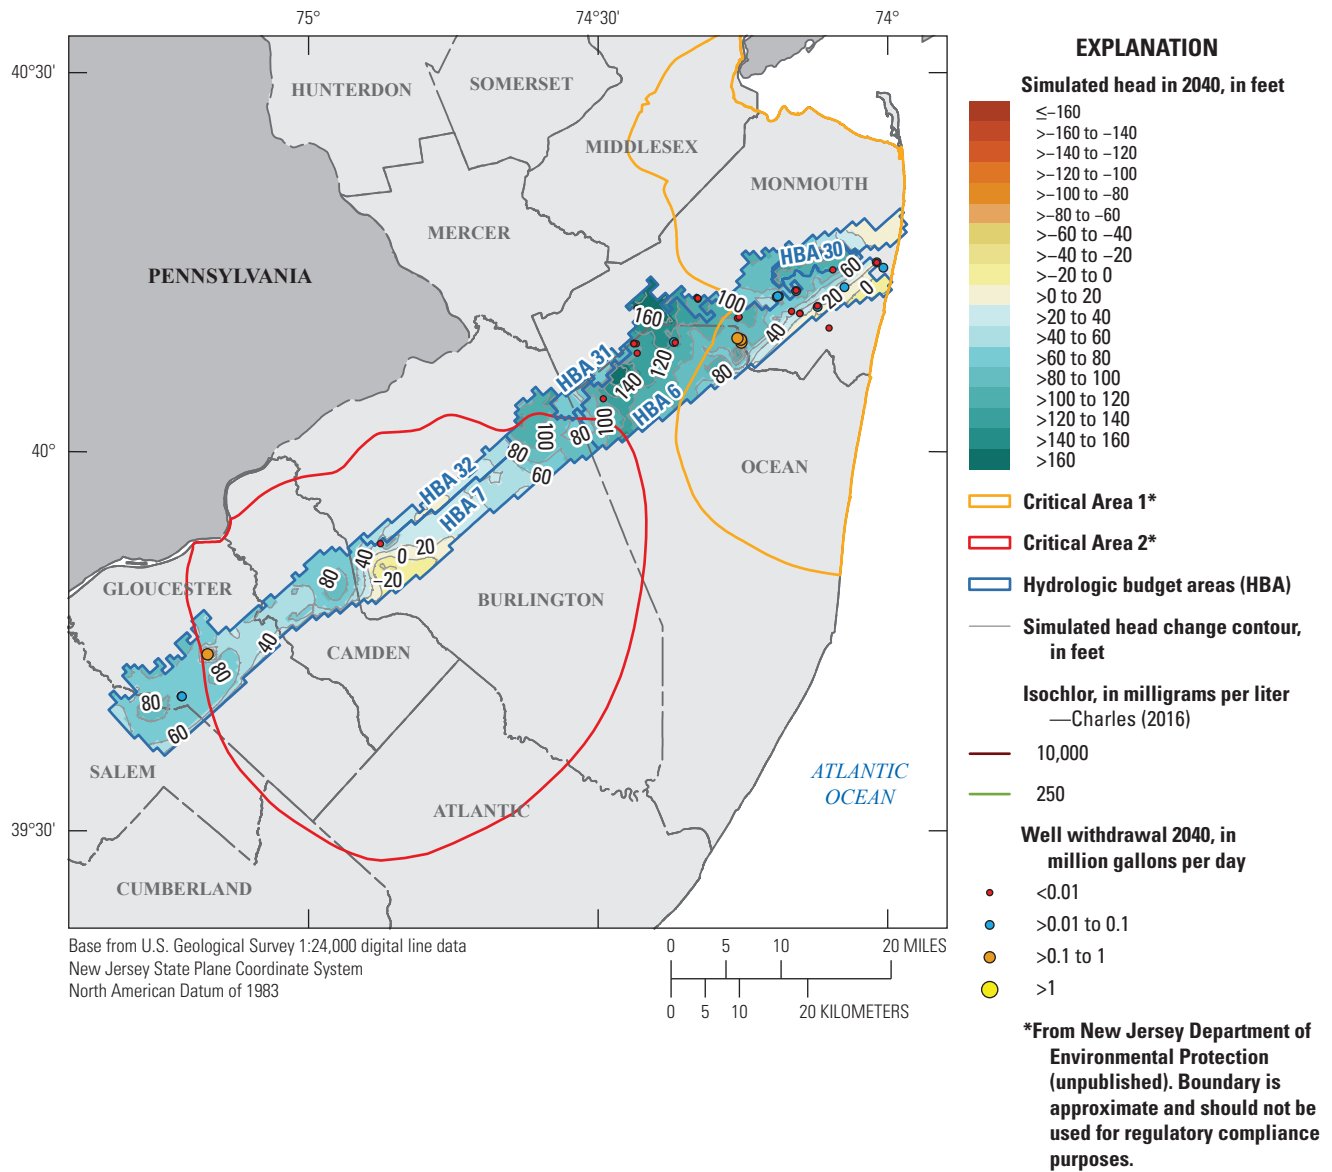 75°
74°30'
74°
40°30'
40°
39°30'
HUNTERDON
SOMERSET
MIDDLESEX
MONMOUTH
MERCER
PENNSYLVANIA
HBA 30
60
0
20
100
160
40
120
HBA 31
80
140
HBA 6
100
OCEAN
100
80
80
60
HBA 32
HBA 7
40
0
20
−20
80
GLOUCESTER
BURLINGTON
40
CAMDEN
80
80
60
SALEM
ATLANTIC
OCEAN
ATLANTIC
CUMBERLAND
Base from U.S. Geological Survey 1:24,000 digital line data
New Jersey State Plane Coordinate System
North American Datum of 1983
0 5 10 20 MILES
0 5 10 20 KILOMETERS
EXPLANATION
Simulated head in 2040, in feet
≤−160
>−160 to −140
>−140 to −120
>−120 to −100
>−100 to −80
>−80 to −60
>−60 to −40
>−40 to −20
>−20 to 0
>0 to 20
>20 to 40
>40 to 60
>60 to 80
>80 to 100
>100 to 120
>120 to 140
>140 to 160
>160
Critical Area 1*
Critical Area 2*
Hydrologic budget areas (HBA)
Simulated head change contour,
in feet
Isochlor, in milligrams per liter
—Charles (2016)
10,000
250
Well withdrawal 2040, in
million gallons per day
<0.01
>0.01 to 0.1
>0.1 to 1
>1
*From New Jersey Department of
Environmental Protection
(unpublished). Boundary is
approximate and should not be
used for regulatory compliance
purposes.